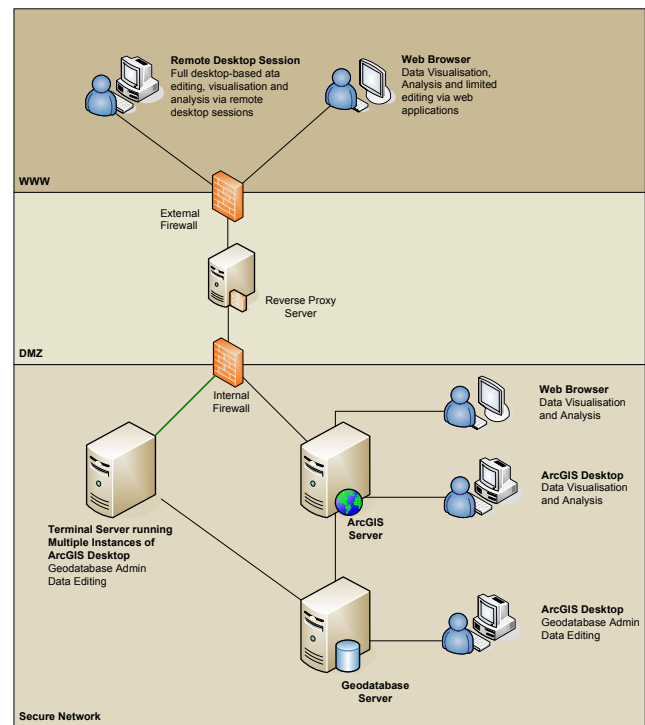 Remote Desktop Session
Full desktop-based ata
editing, visualisation and
analysis via remote
desktop sessions
Web Browser
Data Visualisation,
Analysis and limited
editing via web
applications
WWW
External
Firewall
Reverse Proxy
Server
DMZ
Internal
Firewall
Web Browser
Data Visualisation
and Analysis
ArcGIS Desktop
Data Visualisation
and Analysis
ArcGIS
Server
Terminal Server running
Multiple Instances of
ArcGIS Desktop
Geodatabase Admin
Data Editing
ArcGIS Desktop
Geodatabase Admin
Data Editing
Geodatabase
Server
Secure Network